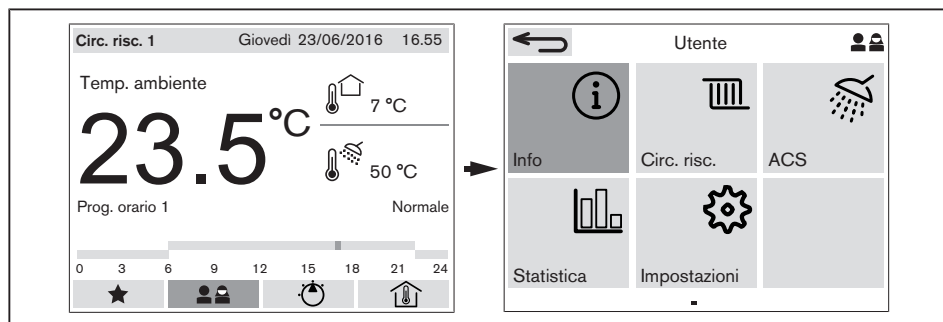 Circ. risc. 1 Giovedì 23/06/2016 16.55
Temp. ambiente
7 °C
23.5 °C
50 °C
Prog. orario 1 Normale
0 3 6 9 12 15 18 21 24
Utente
Info Circ. risc. ACS
Statistica Impostazioni